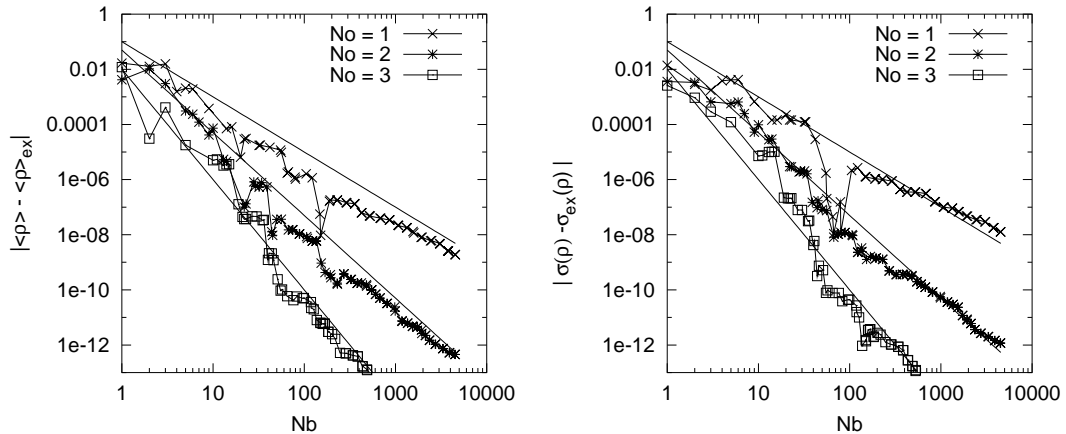 |<ρ> - <ρ>ex|
0.01
0.0001
1e-06
1e-08
1e-10
1e-12
1 10 100 1000 10000
Nb
No = 1
No = 2
No = 3
| σ(ρ) -σex(ρ) |
0.01
0.0001
1e-06
1e-08
1e-10
1e-12
1 10 100 1000 10000
Nb
No = 1
No = 2
No = 3